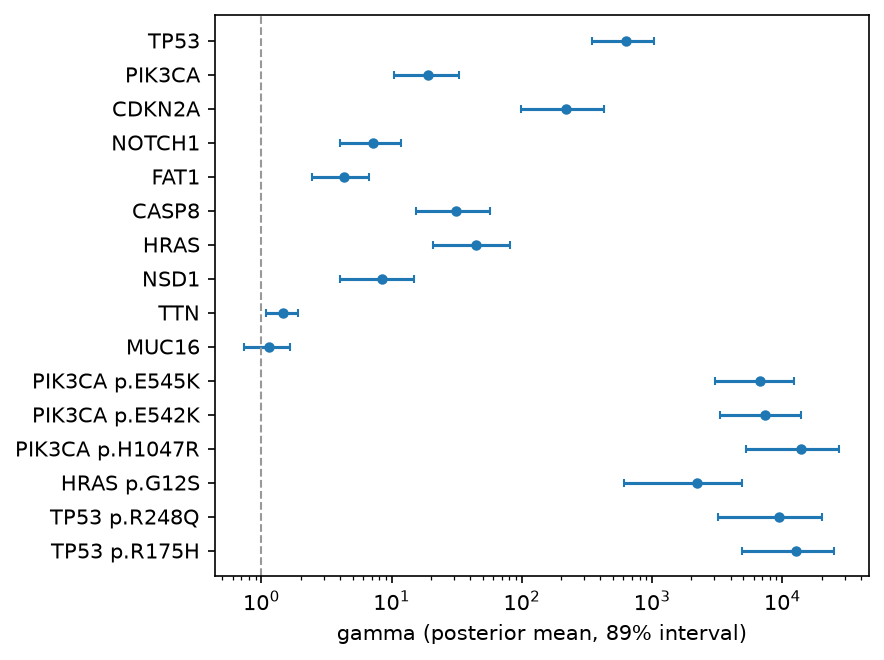 TP53
PIK3CA
CDKN2A
NOTCH1
FAT1
CASP8
HRAS
NSD1
TTN
MUC16
PIK3CA p.E545K
PIK3CA p.E542K
PIK3CA p.H1047R
HRAS p.G12S
TP53 p.R248Q
TP53 p.R175H
10⁰ 10¹ 10² 10³ 10⁴
gamma (posterior mean, 89% interval)